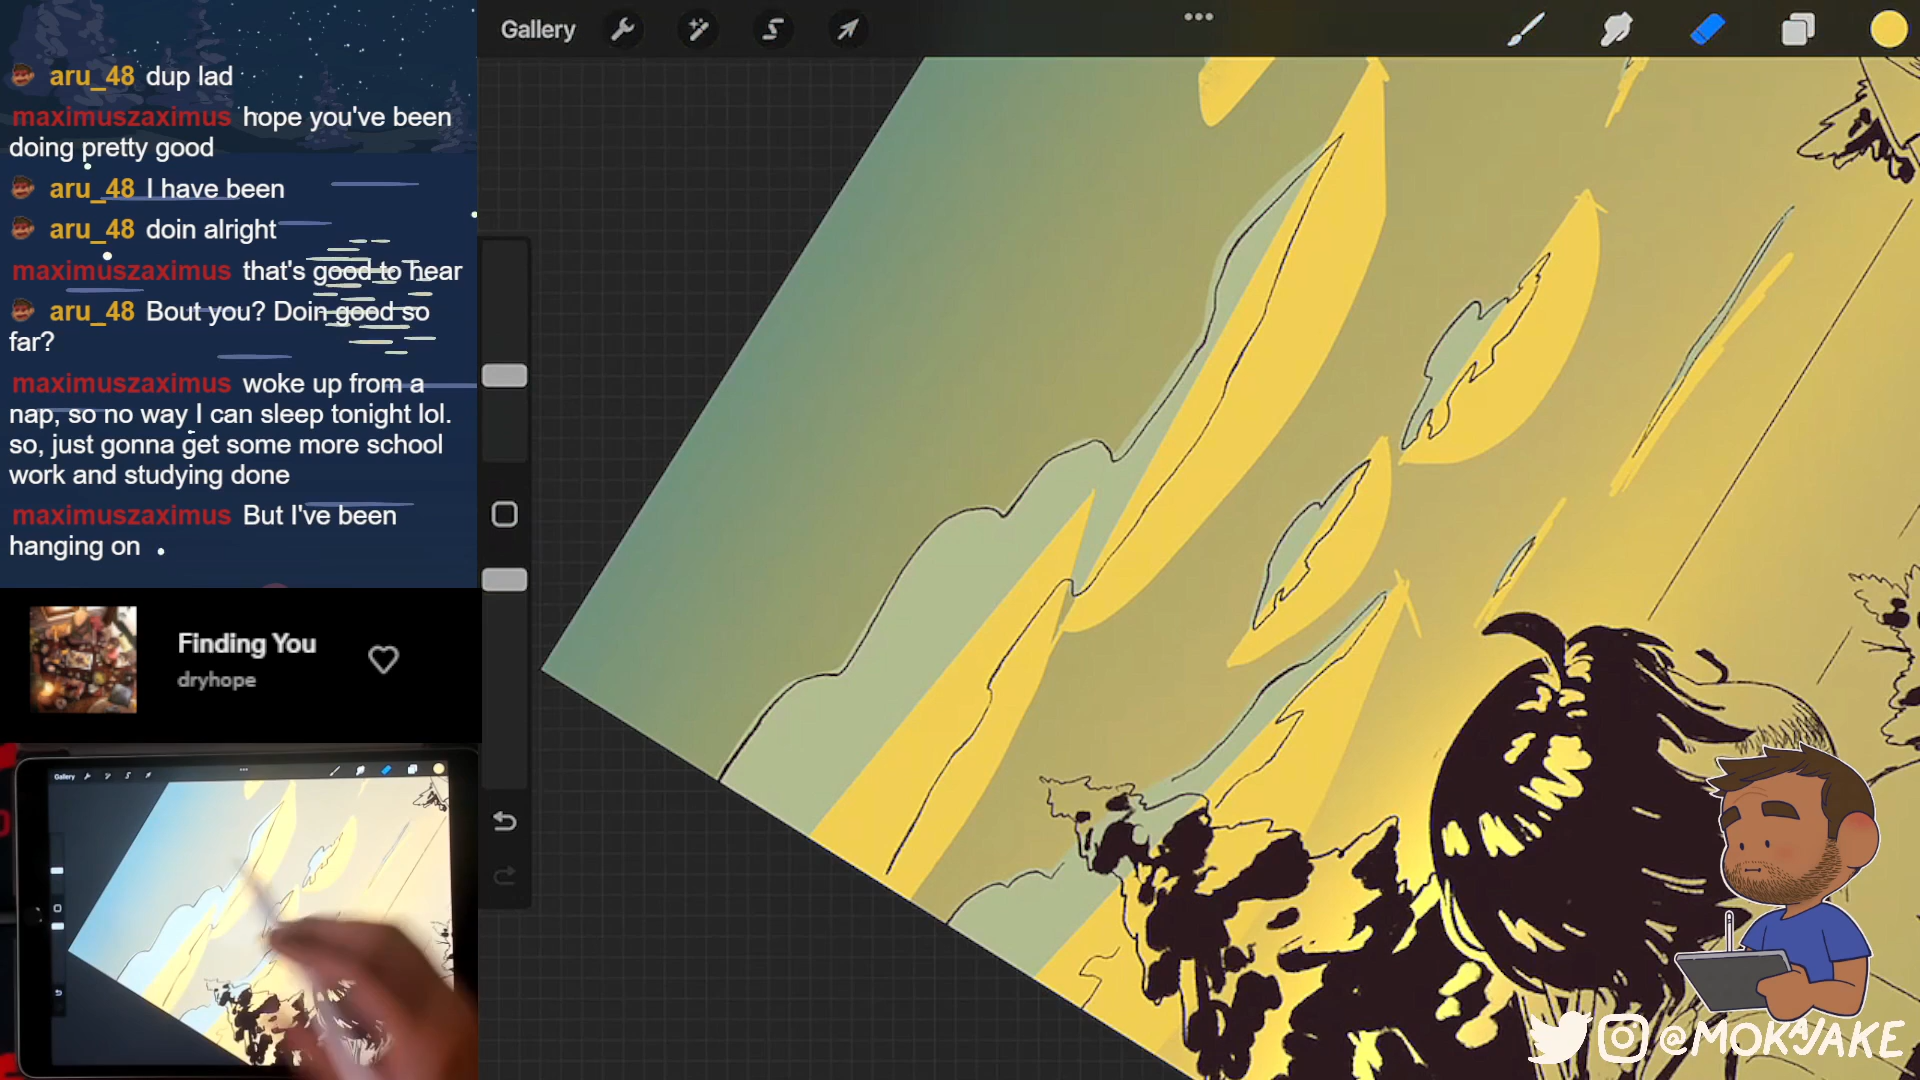 aru_48 dup lad
maximuszaximus hope you've been
doing pretty good
aru_48 I have been
aru_48 doin alright
maximuszaximus that's good to hear
aru_48 Bout you? Doin good so
far?
maximuszaximus woke up from a
nap, so no way I can sleep tonight lol.
so, just gonna get some more school
work and studying done
maximuszaximus But I've been
hanging on
Finding You
dryhope
Gallery
Gallery
@MOKAJAKE